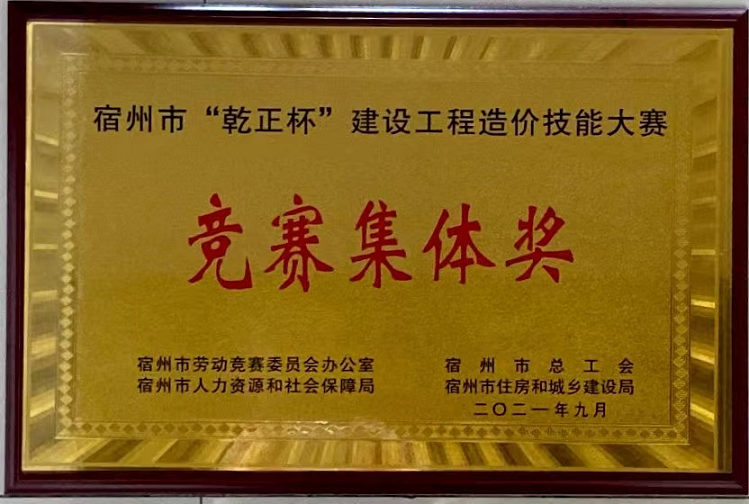 宿州市“乾正杯”建设工程造价技能大赛
竞赛集体奖
宿州市劳动竞赛委员会办公室
宿州市人力资源和社会保障局
宿州市总工会
宿州市住房和城乡建设局
二〇二一年九月